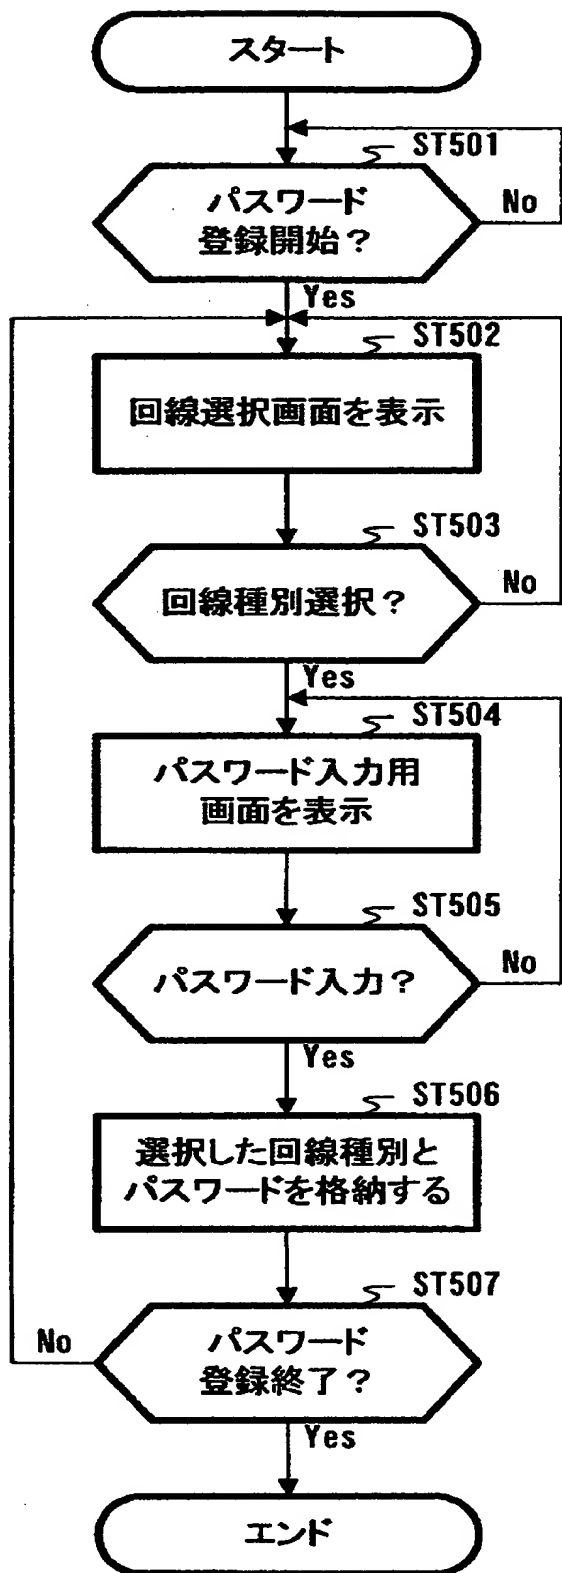 スタート
ST501
パスワード
登録開始？
No
Yes
ST502
回線選択画面を表示
ST503
回線種別選択？
No
Yes
ST504
パスワード入力用
画面を表示
ST505
パスワード入力？
No
Yes
ST506
選択した回線種別と
パスワードを格納する
ST507
No
パスワード
登録終了？
Yes
エンド